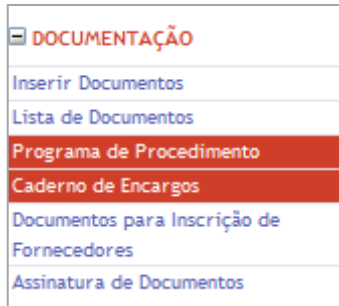 DOCUMENTAÇÃO
Inserir Documentos
Lista de Documentos
Programa de Procedimento
Caderno de Encargos
Documentos para Inscrição de
Fornecedores
Assinatura de Documentos